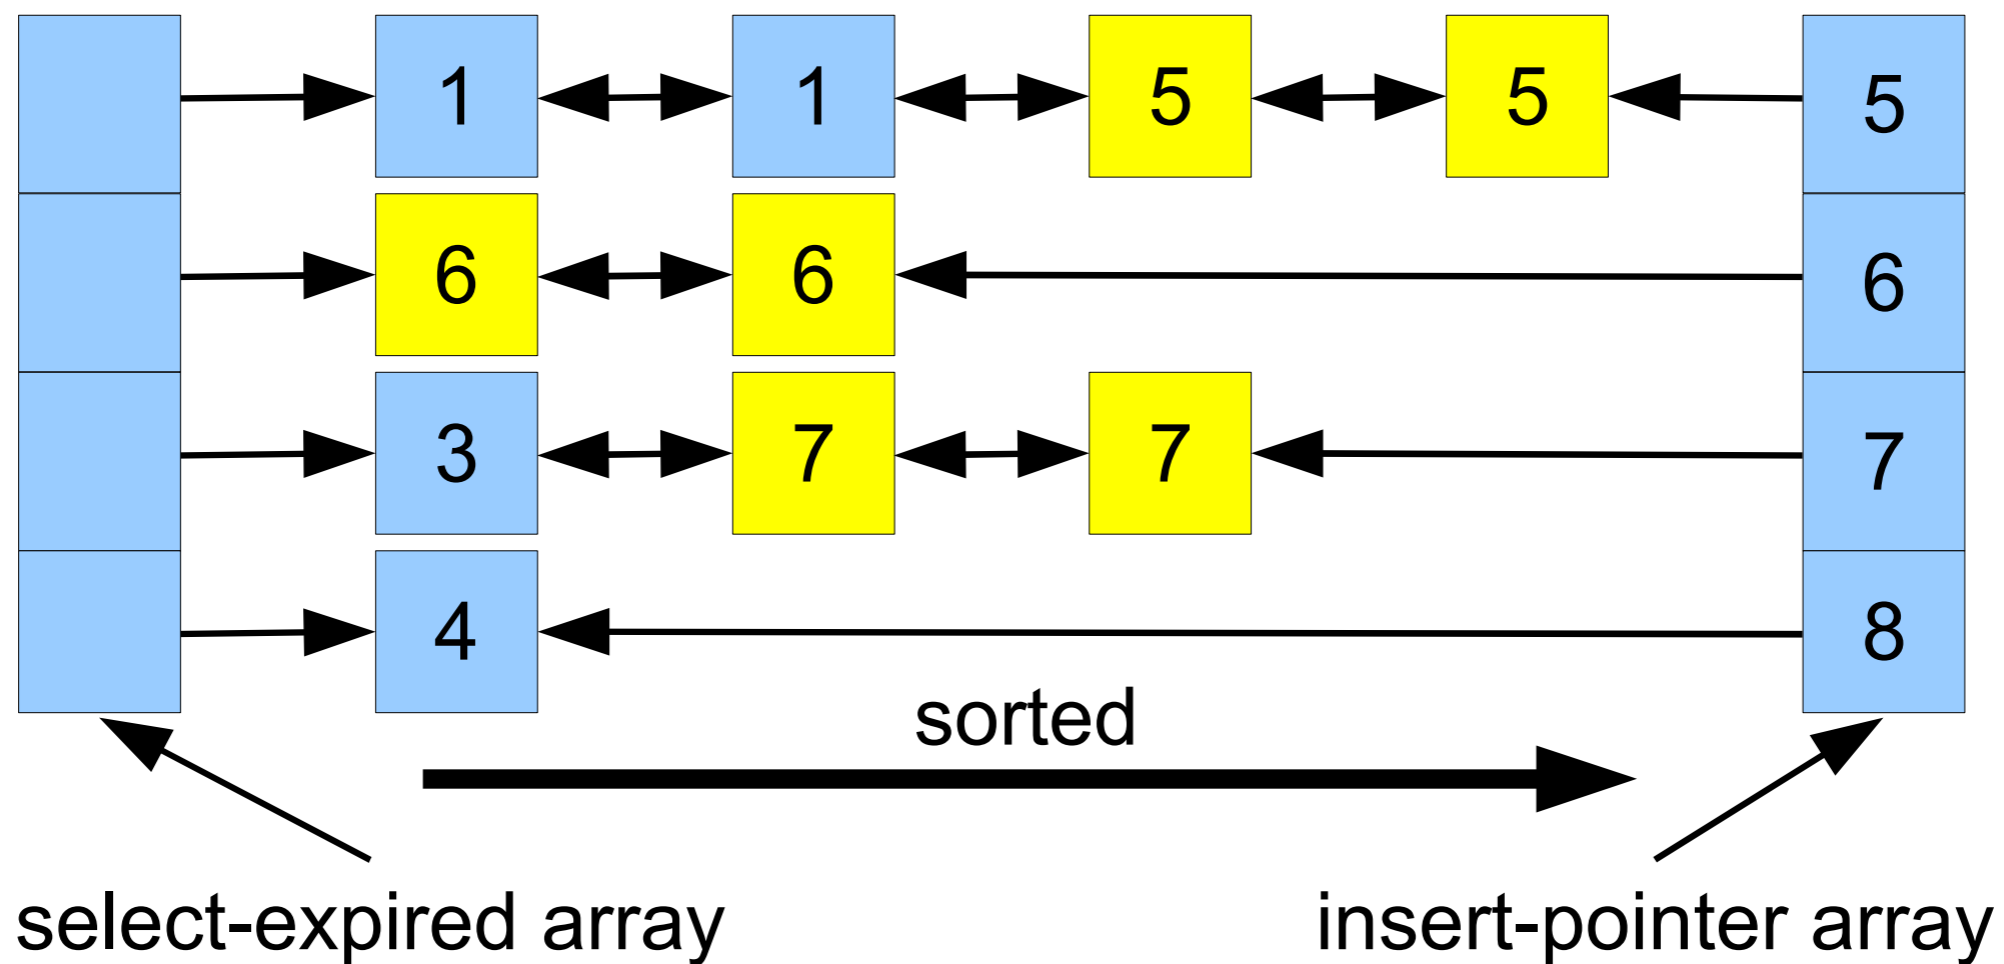 1 1 5 5 5
6 6 6
3 7 7 7
4 8
sorted
select-expired array insert-pointer array